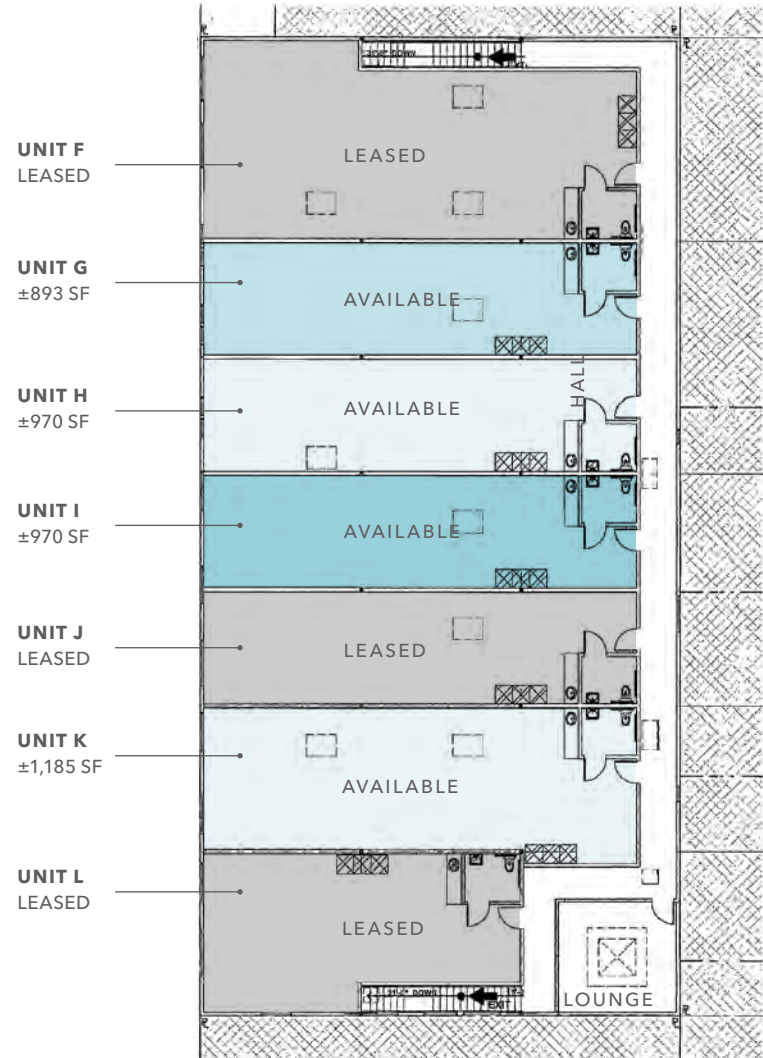 UNIT F
LEASED
LEASED
UNIT G
±893 SF
AVAILABLE
HALL
UNIT H
±970 SF
AVAILABLE
UNIT I
±970 SF
AVAILABLE
UNIT J
LEASED
LEASED
UNIT K
±1,185 SF
AVAILABLE
UNIT L
LEASED
LEASED
EXIT
LOUNGE